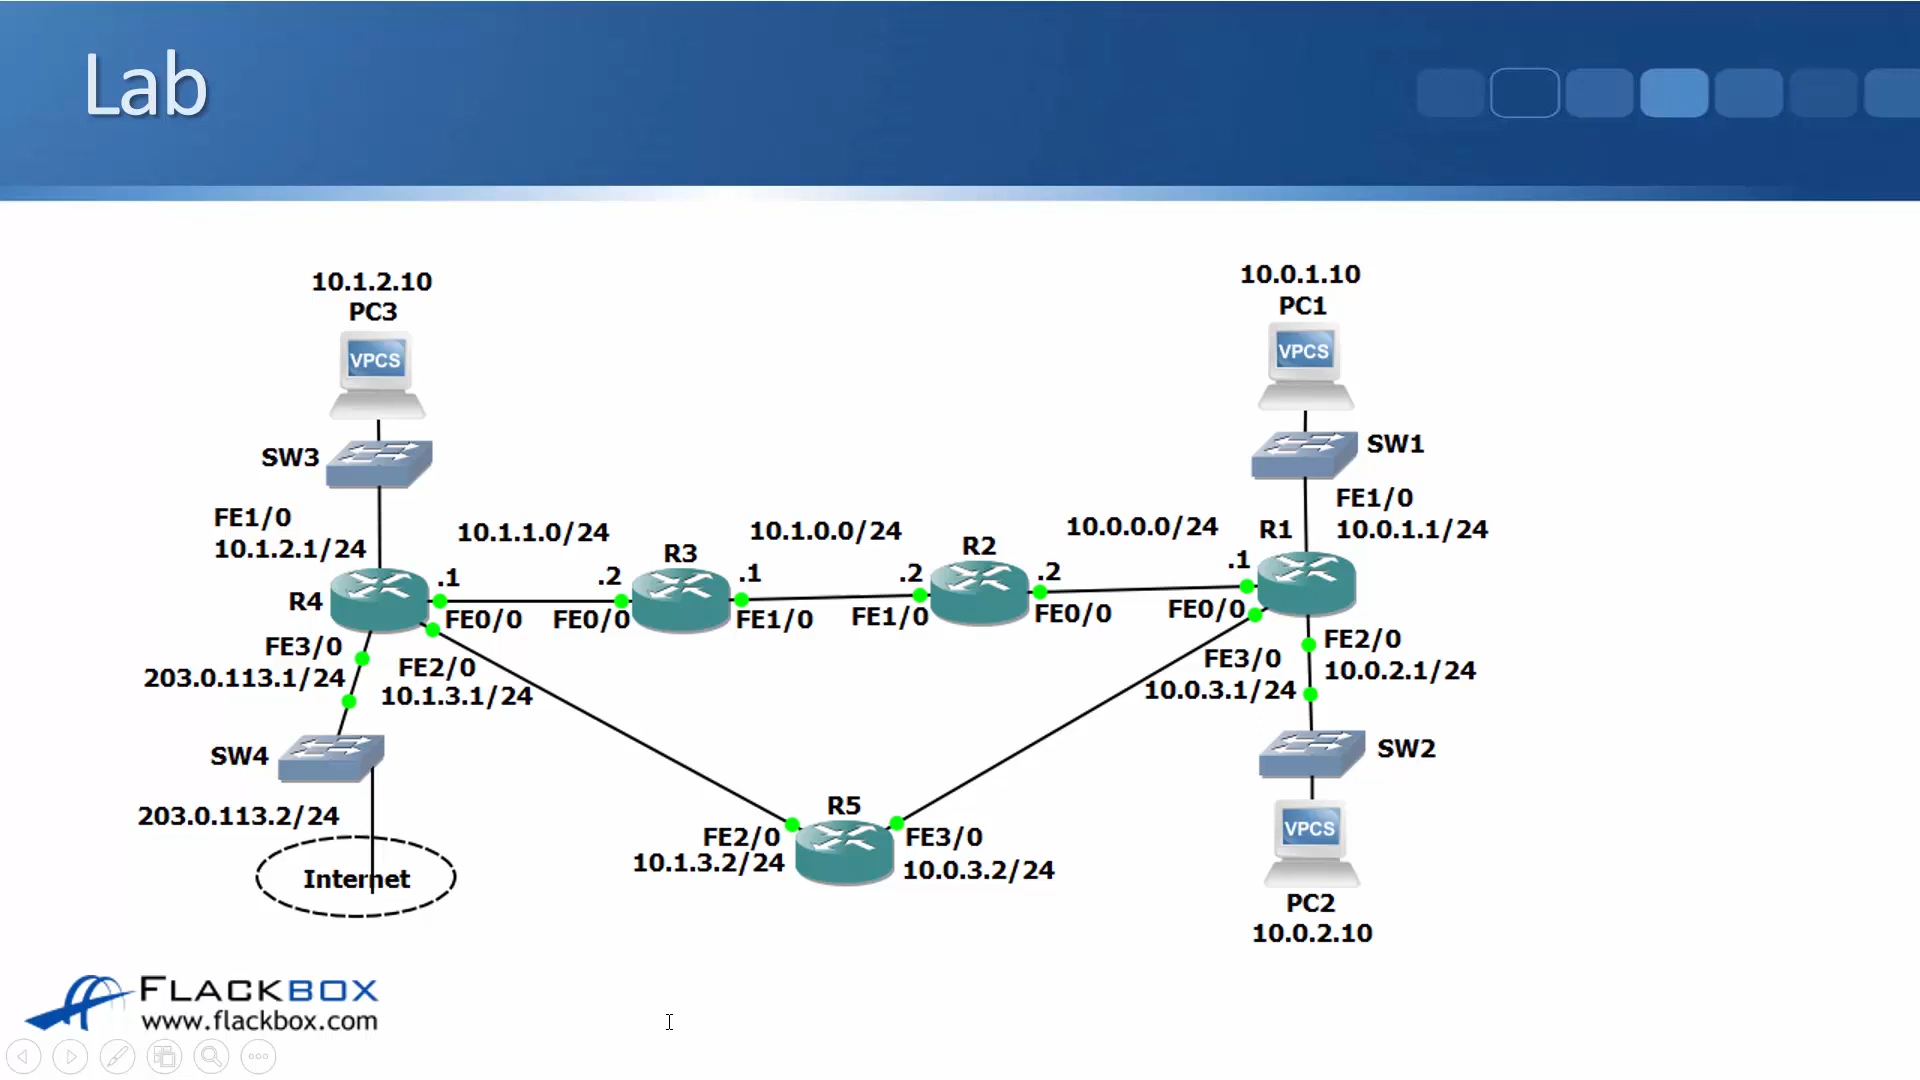 Lab
10.1.2.10
PC3
VPCS
SW3
FE1/0
10.1.2.1/24
R4
.1
FE0/0
10.1.1.0/24
.2
FE0/0
R3
.1
FE1/0
10.1.0.0/24
.2
FE1/0
R2
.2
FE0/0
10.0.0.0/24
.1
FE0/0
R1
10.0.1.10
PC1
VPCS
SW1
FE1/0
10.0.1.1/24
FE3/0
203.0.113.1/24
FE2/0
10.1.3.1/24
SW4
203.0.113.2/24
Internet
R5
FE2/0
10.1.3.2/24
FE3/0
10.0.3.2/24
FE3/0
10.0.3.1/24
FE2/0
10.0.2.1/24
SW2
VPCS
PC2
10.0.2.10
FLACKBOX
www.flackbox.com